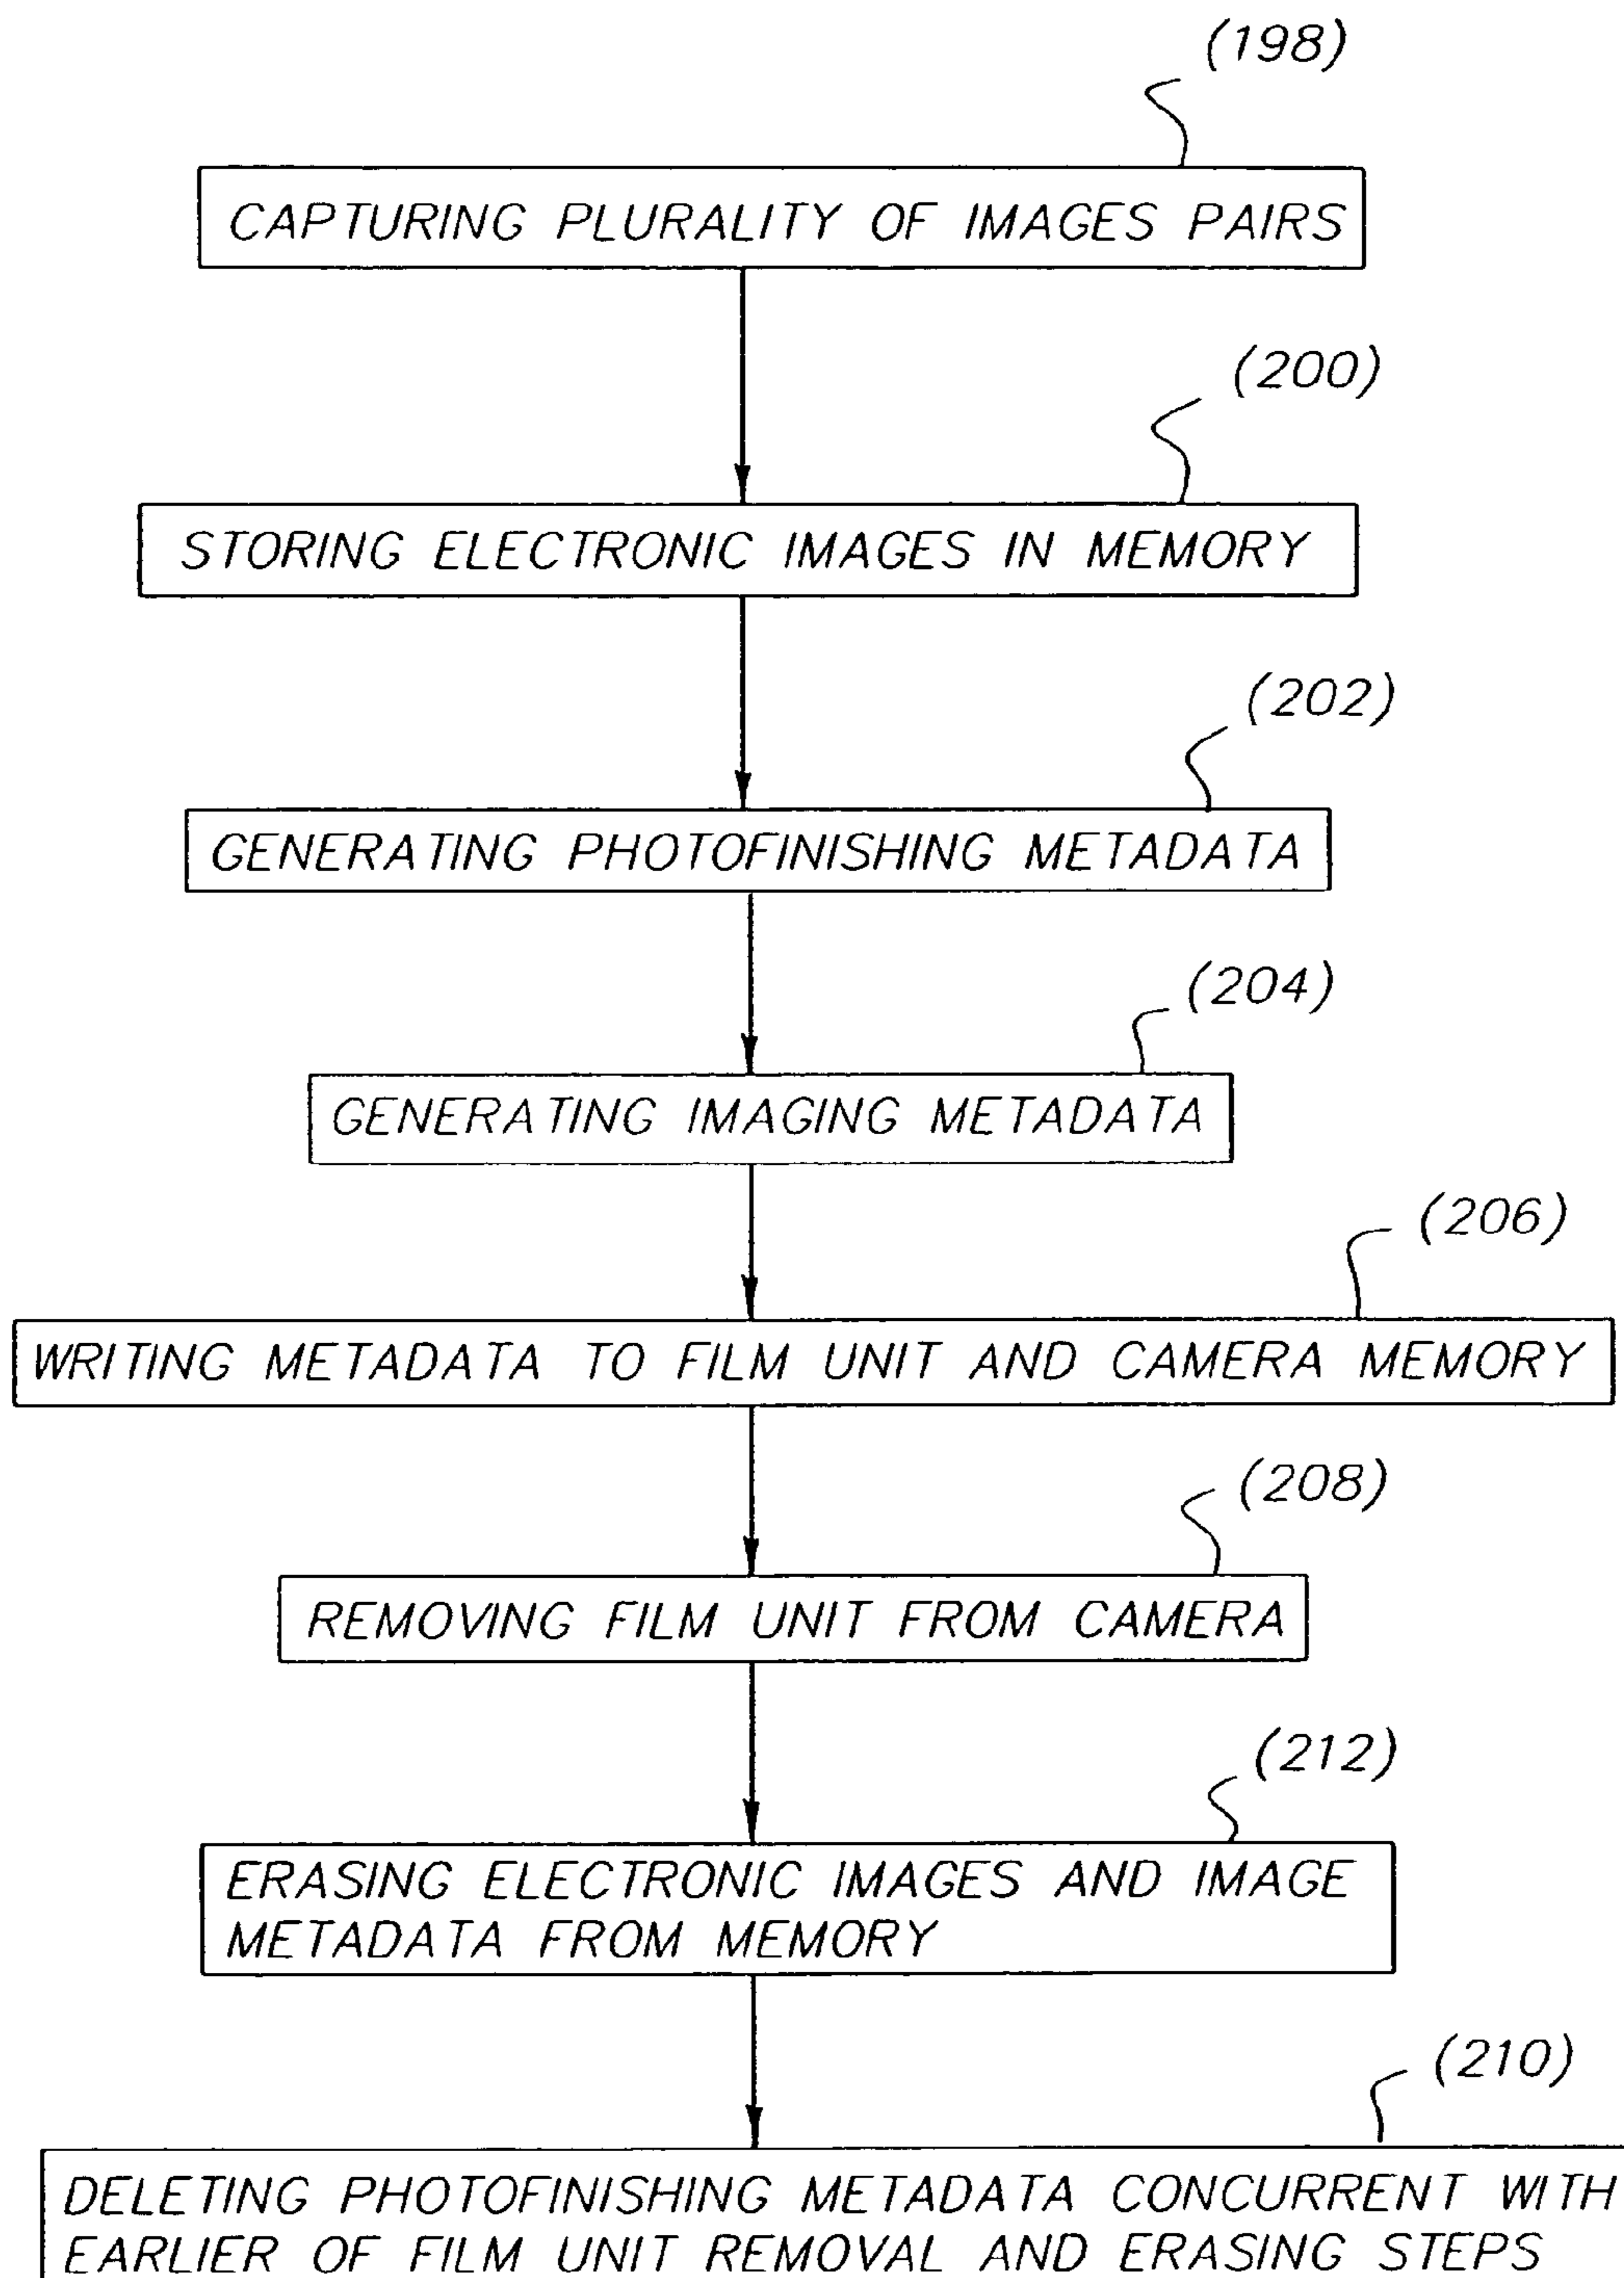 (198)
CAPTURING PLURALITY OF IMAGES PAIRS
(200)
STORING ELECTRONIC IMAGES IN MEMORY
(202)
GENERATING PHOTOFINISHING METADATA
(204)
GENERATING IMAGING METADATA
(206)
WRITING METADATA TO FILM UNIT AND CAMERA MEMORY
(208)
REMOVING FILM UNIT FROM CAMERA
(212)
ERASING ELECTRONIC IMAGES AND IMAGE
METADATA FROM MEMORY
(210)
DELETING PHOTOFINISHING METADATA CONCURRENT WITH
EARLIER OF FILM UNIT REMOVAL AND ERASING STEPS